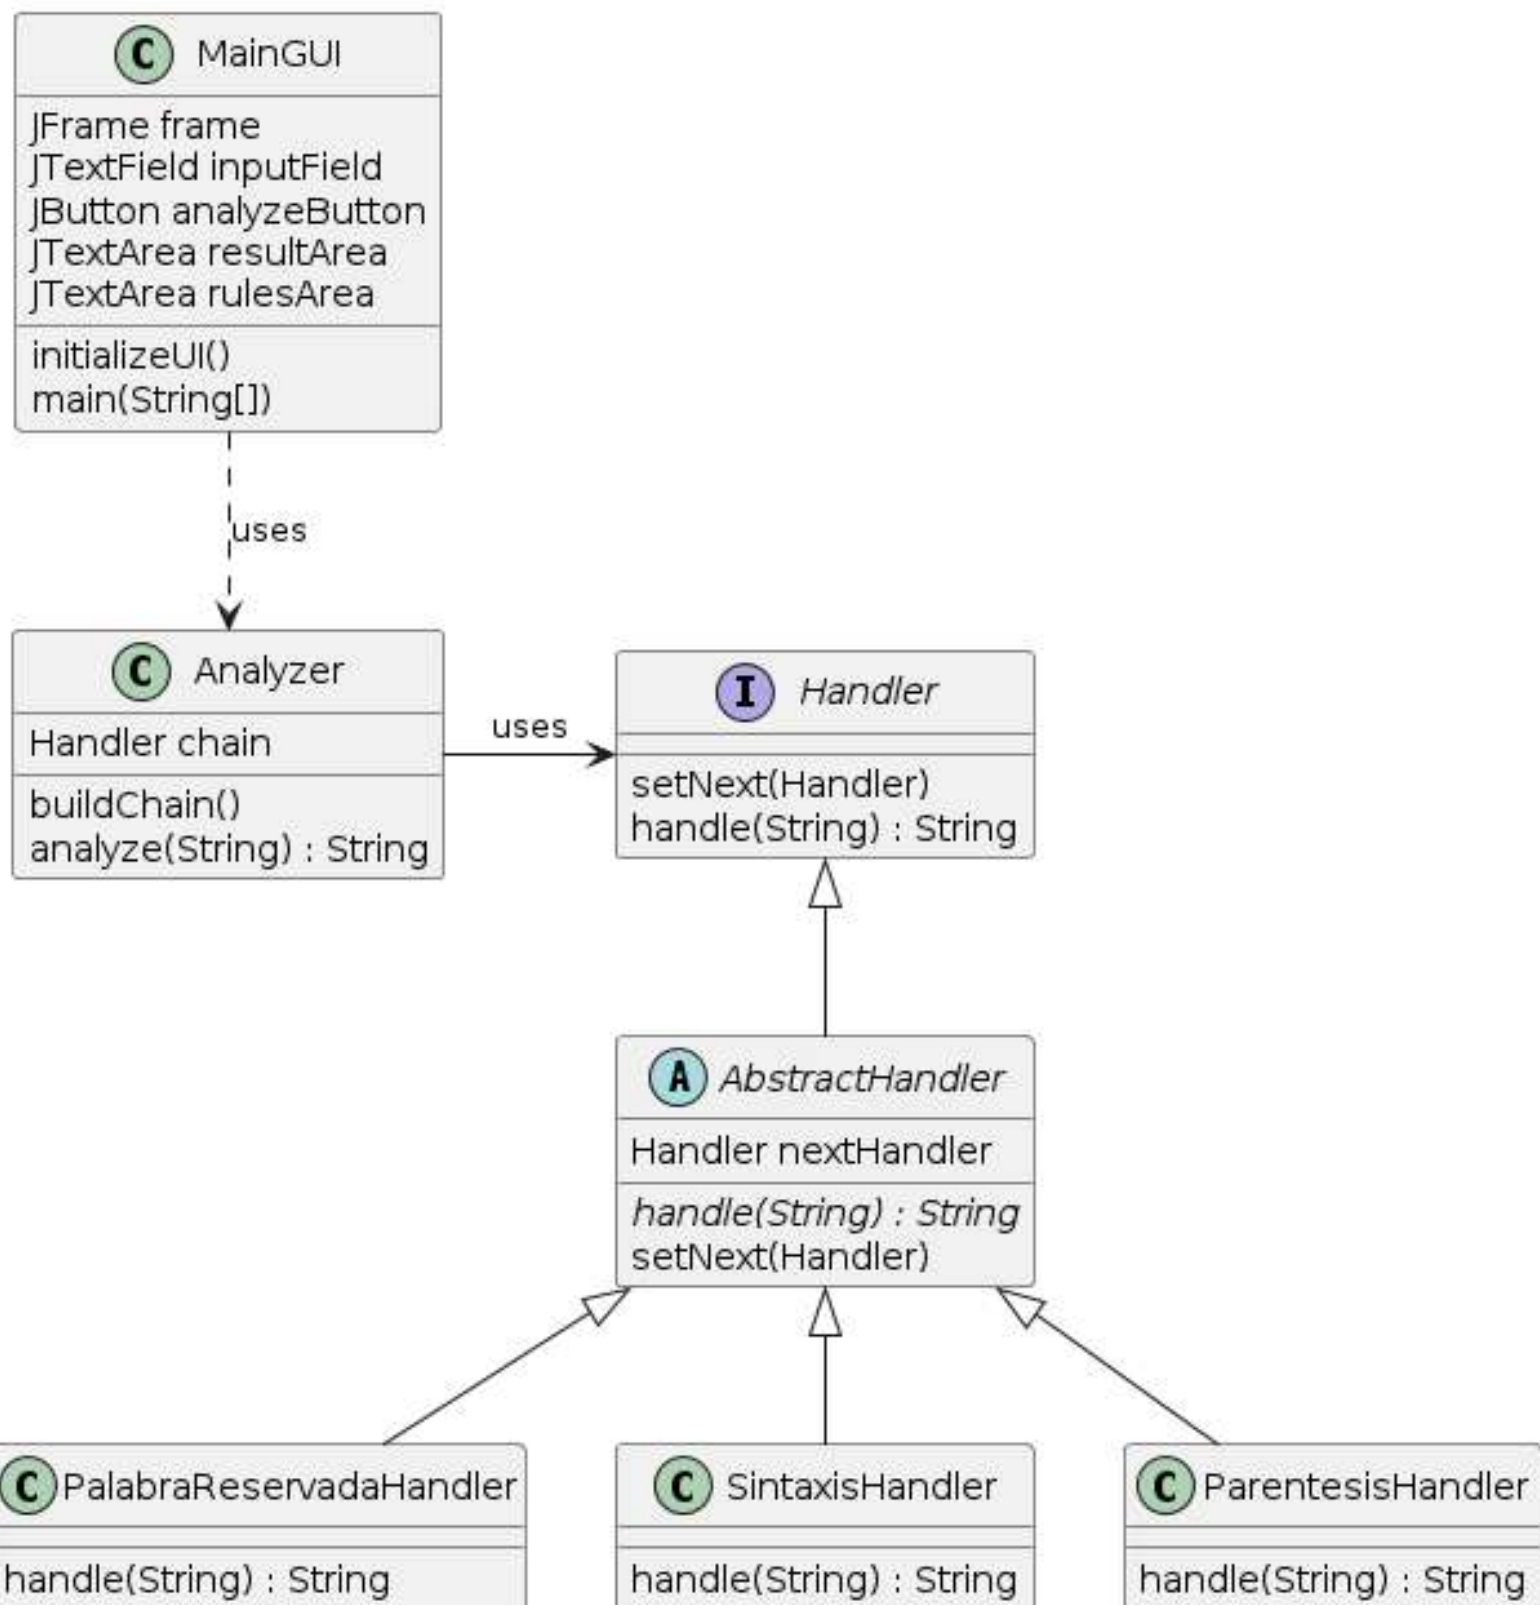 C MainGUI
JFrame frame
JTextField inputField
JButton analyzeButton
JTextArea resultArea
JTextArea rulesArea
initializeUI()
main(String[])
uses
C Analyzer
Handler chain
buildChain()
analyze(String) : String
uses
I Handler
setNext(Handler)
handle(String) : String
A AbstractHandler
Handler nextHandler
handle(String) : String
setNext(Handler)
C PalabraReservadaHandler
handle(String) : String
C SintaxisHandler
handle(String) : String
C ParentesisHandler
handle(String) : String